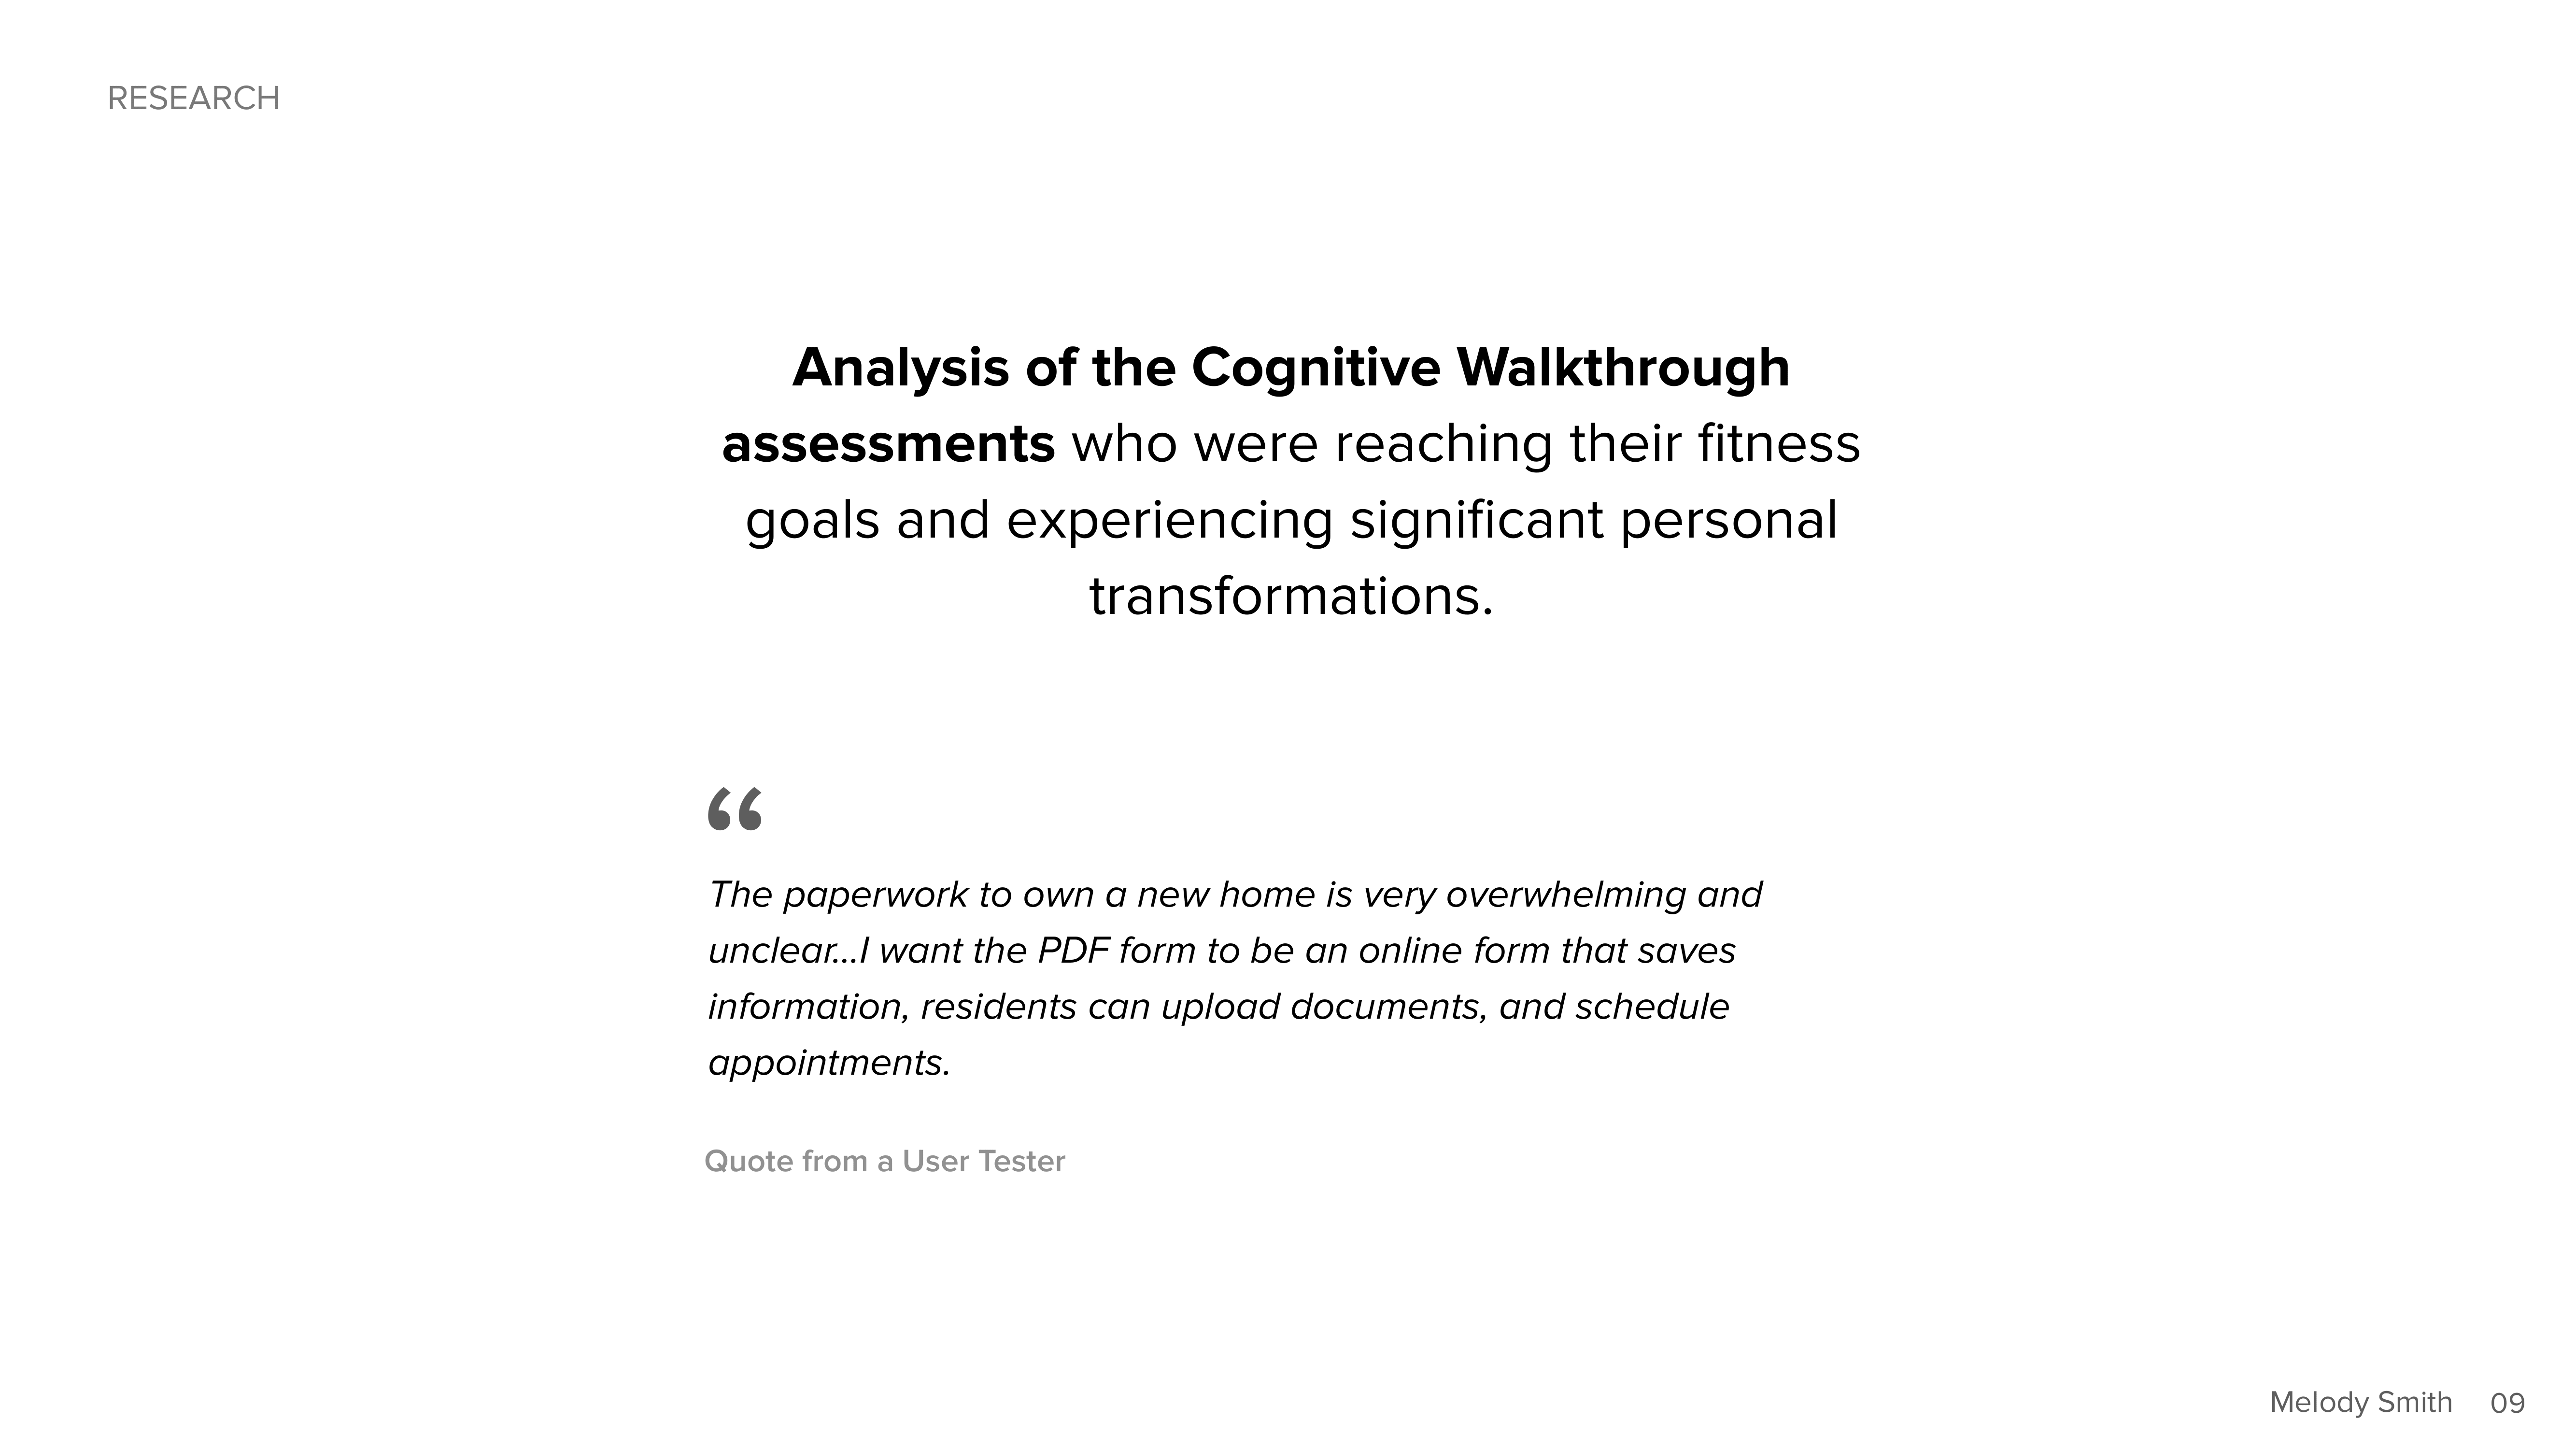 RESEARCH
Analysis of the Cognitive Walkthrough
assessments who were reaching their fitness
goals and experiencing significant personal
transformations.
“
The paperwork to own a new home is very overwhelming and
unclear...I want the PDF form to be an online form that saves
information, residents can upload documents, and schedule
appointments.
Quote from a User Tester
Melody Smith 09